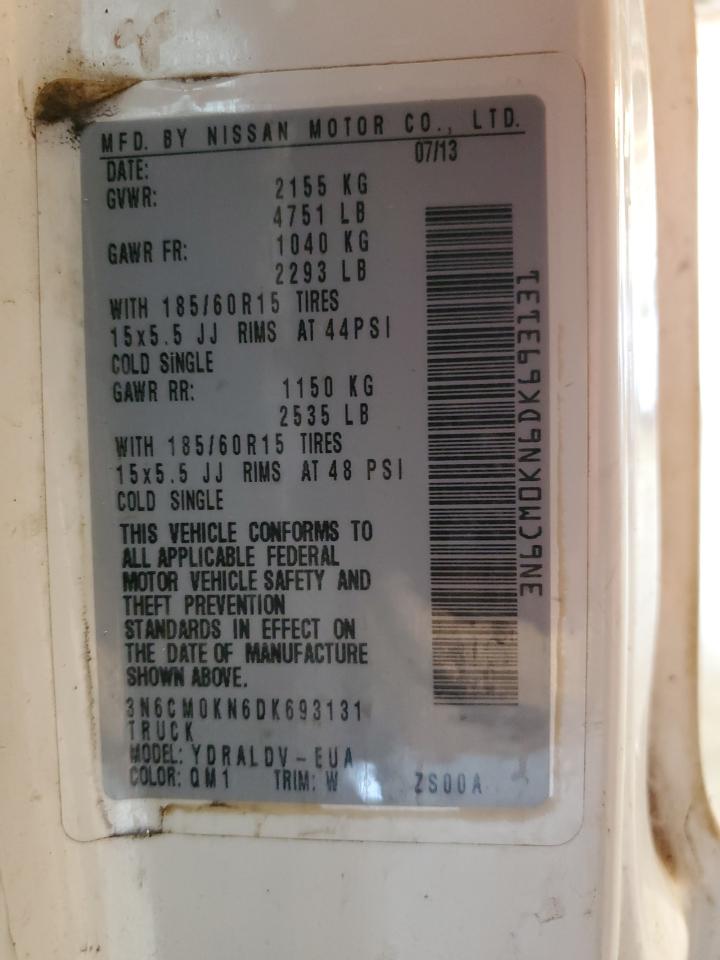 MFD. BY NISSAN MOTOR CO., LTD.
DATE: 07/13
GVWR: 2155 KG
4751 LB
GAWR FR: 1040 KG
2293 LB
WITH 185/60R15 TIRES
15x5.5 JJ RIMS AT 44PSI
COLD SINGLE
GAWR RR: 1150 KG
2535 LB
WITH 185/60R15 TIRES
15x5.5 JJ RIMS AT 48 PSI
COLD SINGLE
THIS VEHICLE CONFORMS TO
ALL APPLICABLE FEDERAL
MOTOR VEHICLE SAFETY AND
THEFT PREVENTION
STANDARDS IN EFFECT ON
THE DATE OF MANUFACTURE
SHOWN ABOVE.
3N6CM0KN6DK693131
TRUCK
MODEL: YDRALDV-EUA
COLOR: QM1 TRIM: W ZS00A
3N6CM0KN6DK693131